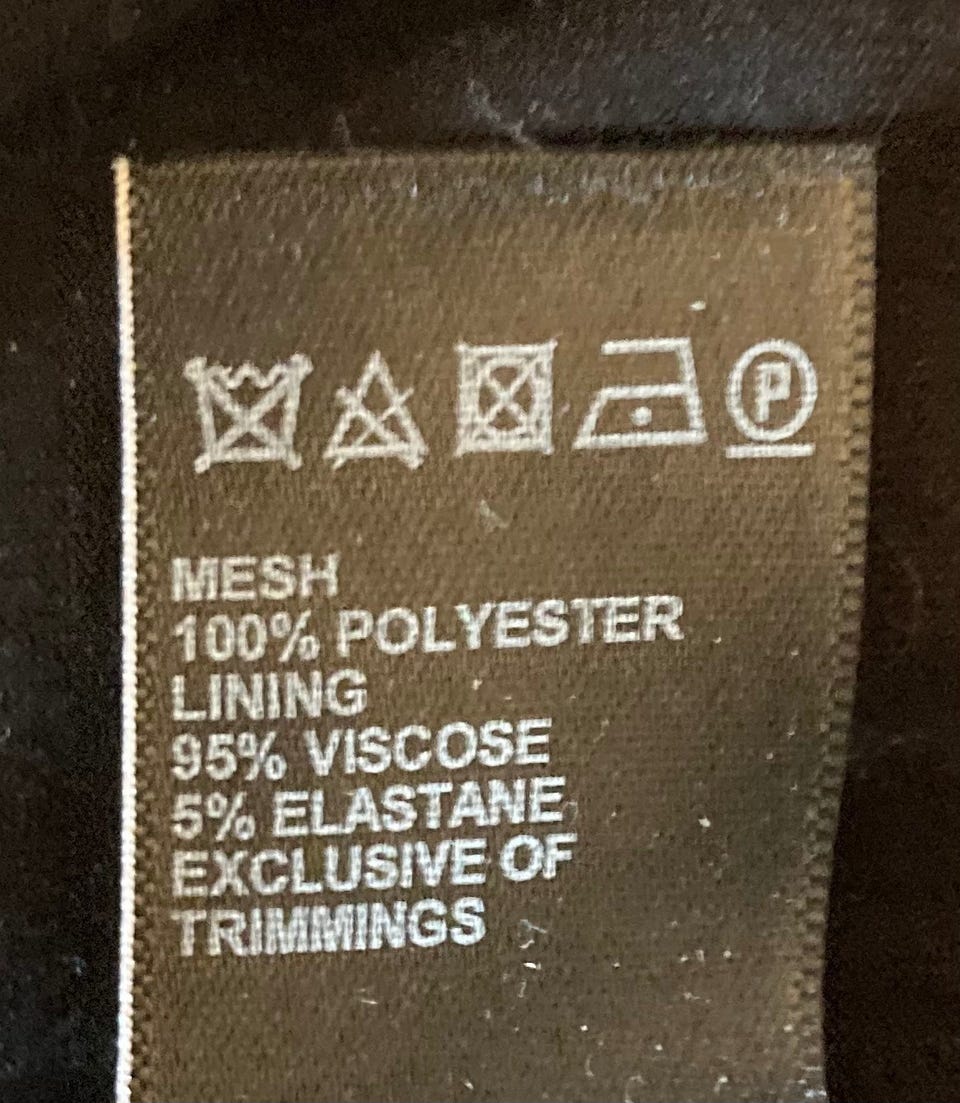 P
MESH
100% POLYESTER
LINING
95% VISCOSE
5% ELASTANE
EXCLUSIVE OF
TRIMMINGS